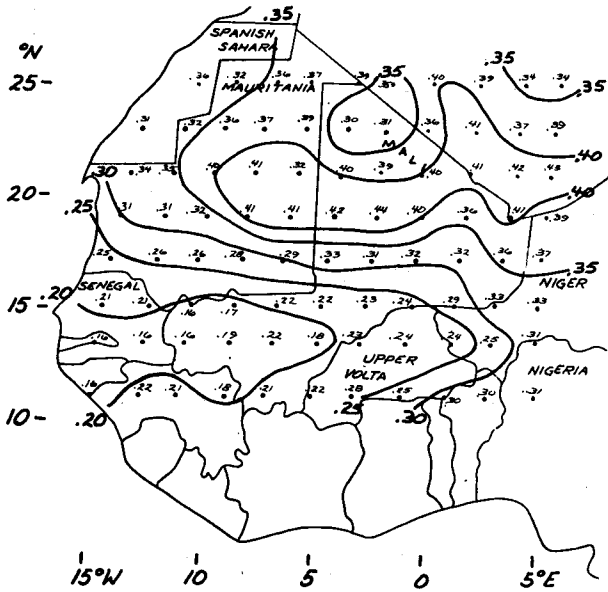 .35
SPANISH
SAHARA
°N
25-
.36 .32 .36 .37 .39 .35 .40 .39 .34 .34
MAURITANIA
.35
.31 .32 .36 .37 .39 .30 .31 .36 .41 .37 .39
MALI
.40
.30 .34 .40 .41 .32 .40 .39 .40 .41 .42 .43
20-
.40
.25 .31 .31 .32 .41 .41 .42 .44 .40 .36 .41 .39
.25 .26 .26 .28 .29 .33 .31 .32 .32 .36 .37
.35
SENEGAL
NIGER
.20
15-
.21 .21 .16 .17 .22 .22 .23 .24 .29 .33 .33
.16 .16 .16 .19 .22 .18 .23 .24 .24 .25 .31
UPPER
VOLTA
NIGERIA
.16 .22 .21 .18 .21 .22 .28 .25 .30 .30 .31
10-
.20
.25
.30
15°W 10 5 0 5°E